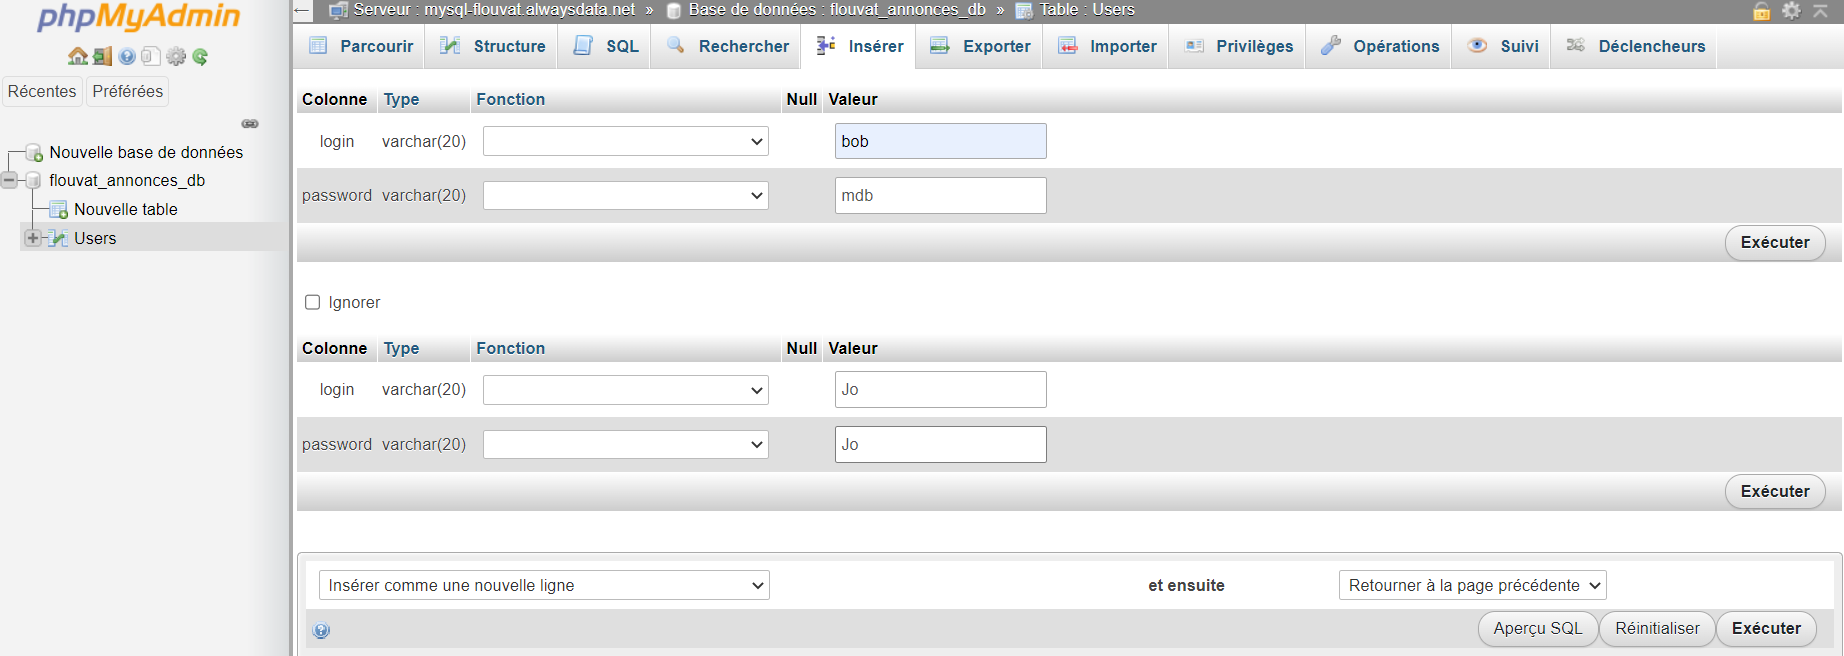 phpMyAdmin
Récentes Préférées
Nouvelle base de données
flouvat_annonces_db
Nouvelle table
Users
Serveur : mysql-flouvat.alwaysdata.net » Base de données : flouvat_annonces_db » Table : Users
Parcourir Structure SQL Rechercher Insérer Exporter Importer Privilèges Opérations Suivi Déclencheurs
Colonne Type Fonction Null Valeur
login varchar(20) bob
password varchar(20) mdb
Exécuter
Ignorer
Colonne Type Fonction Null Valeur
login varchar(20) Jo
password varchar(20) Jo
Exécuter
Insérer comme une nouvelle ligne et ensuite Retourner à la page précédente
Aperçu SQL Réinitialiser Exécuter